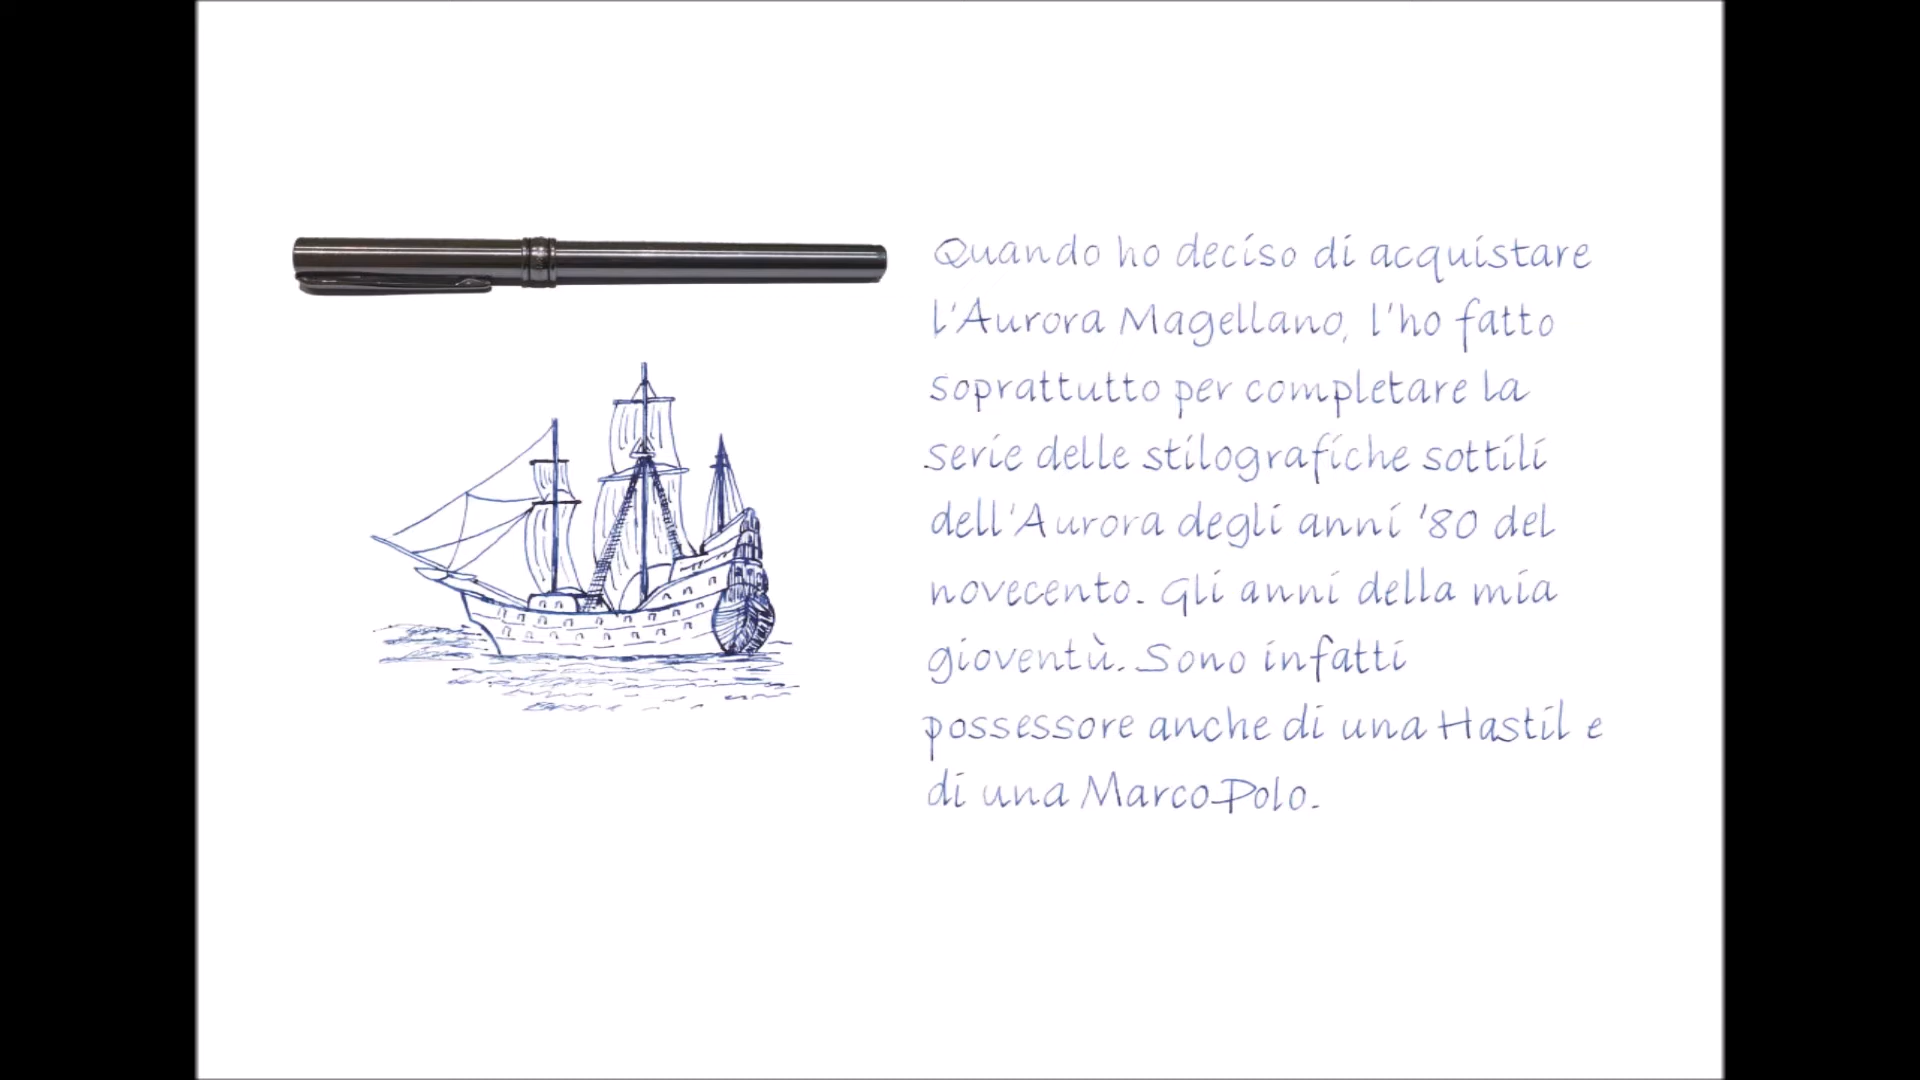 Quando ho deciso di acquistare
l'Aurora Magellano, l'ho fatto
soprattutto per completare la
serie delle stilografiche sottili
dell'Aurora degli anni '80 del
novecento. Gli anni della mia
gioventù. Sono infatti
possessore anche di una Hastil e
di una Marco Polo.